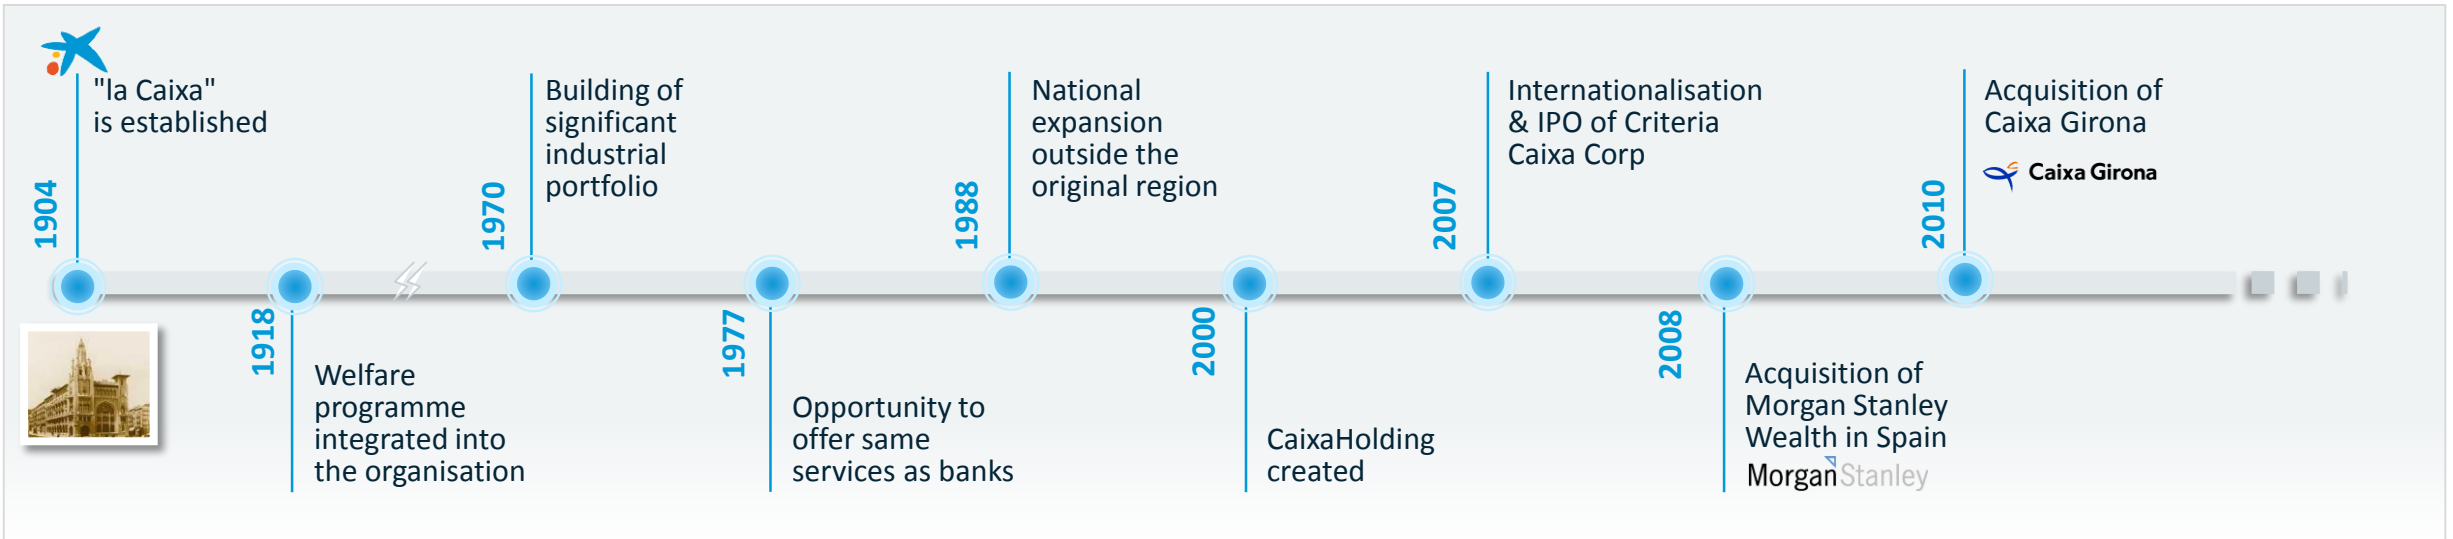 1904
"la Caixa"
is established
1918
Welfare
programme
integrated into
the organisation
1970
Building of
significant
industrial
portfolio
1977
Opportunity to
offer same
services as banks
1988
National
expansion
outside the
original region
2000
CaixaHolding
created
2007
Internationalisation
& IPO of Criteria
Caixa Corp
2008
Acquisition of
Morgan Stanley
Wealth in Spain
Morgan Stanley
2010
Acquisition of
Caixa Girona
Caixa Girona